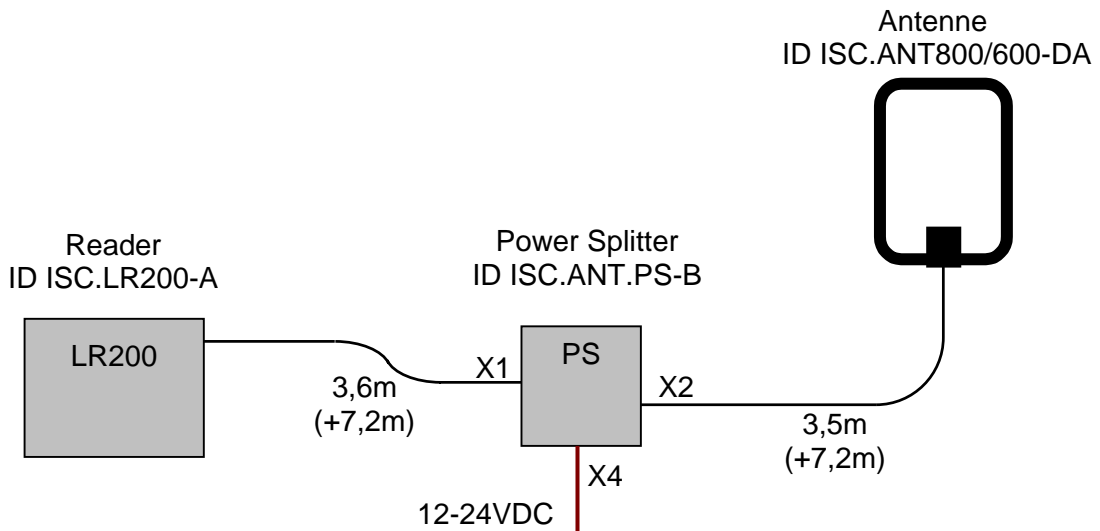 Antenne
ID ISC.ANT800/600-DA
Reader
ID ISC.LR200-A
Power Splitter
ID ISC.ANT.PS-B
LR200
PS
X1
X2
3,6m
(+7,2m)
3,5m
(+7,2m)
X4
12-24VDC